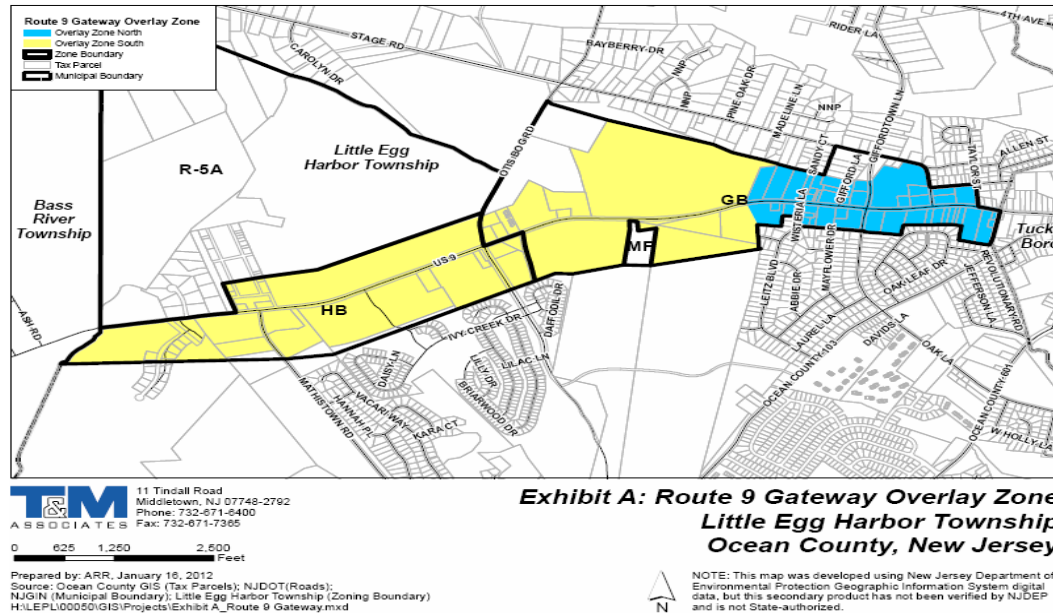 Route 9 Gateway Overlay Zone
Overlay Zone North
Overlay Zone South
Zone Boundary
Tax Parcel
Municipal Boundary
4TH AVE
RIDER LA
STAGE RD
BAYBERRY DR
CAROLYN DR
NNP
NNP
PINE OAK DR
MADELINE LN
NNP
SANDY CT
GIFFORDTOWN LN
GIFFORD LA
ALLEN ST
TAYLOR ST
OTIS BOG RD
Little Egg
Harbor Township
R-5A
Bass
River
Township
GB
WISTERIA LA
Tuck
Boro
MF
US 9
HB
LEITZ BLVD
ABBIE DR
MAYFLOWER DR
OAK LEAF DR
REVOLUTIONARY RD
JEFFERSON LA
ASH RD
DAFFODIL DR
IVY CREEK DR
LAUREL LA
DAVIDS LA
OAK LA
OCEAN COUNTY 103
OCEAN COUNTY 601
DAISY LN
LILLY DR
LILAC LN
BRIARWOOD DR
MATHISTOWN RD
HANNAH PL
VACARI WAY
KARA CT
W HOLLY LA
T&M
ASSOCIATES
11 Tindall Road
Middletown, NJ 07748-2792
Phone: 732-671-6400
Fax: 732-671-7365
0 625 1,250 2,500
Feet
Prepared by: ARR, January 16, 2012
Source: Ocean County GIS (Tax Parcels); NJDOT(Roads);
NJGIN (Municipal Boundary); Little Egg Harbor Township (Zoning Boundary)
H:\LEPL\00050\GIS\Projects\Exhibit A_Route 9 Gateway.mxd
Exhibit A: Route 9 Gateway Overlay Zone
Little Egg Harbor Township
Ocean County, New Jersey
N
NOTE: This map was developed using New Jersey Department of
Environmental Protection Geographic Information System digital
data, but this secondary product has not been verified by NJDEP
and is not State-authorized.